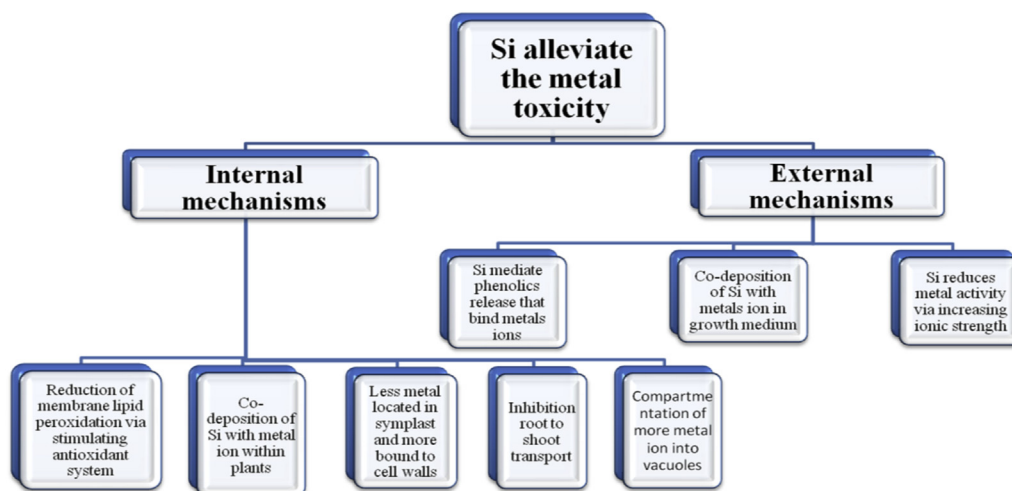 Si alleviate
the metal
toxicity
Internal
mechanisms
External
mechanisms
Si mediate
phenolics
release that
bind metals
ions
Co-deposition
of Si with
metals ion in
growth medium
Si reduces
metal activity
via increasing
ionic strength
Reduction of
membrane lipid
peroxidation via
stimulating
antioxidant
system
Co-
deposition of
Si with metal
ion within
plants
Less metal
located in
symplast and
more bound to
cell walls
Inhibition
root to
shoot
transport
Compartme
ntation of
more metal
ion into
vacuoles